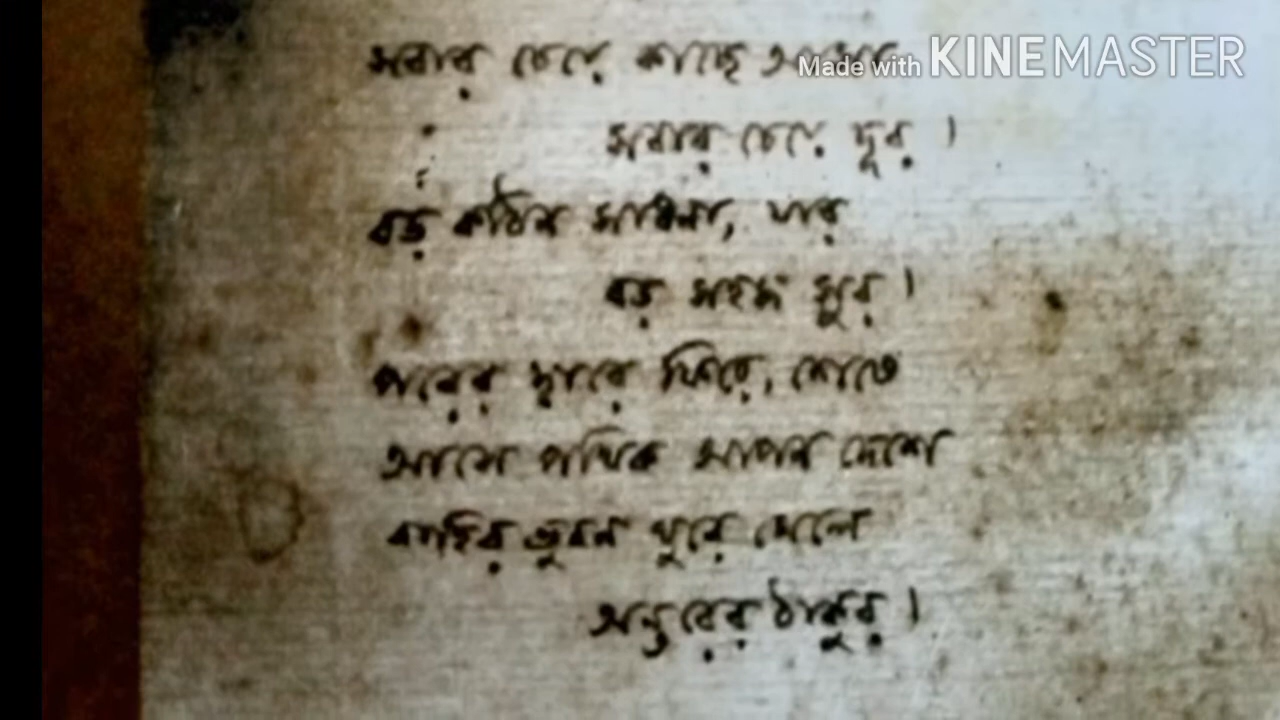 সবার চেয়ে কাছে আসা
Made with KINEMASTER
সবার চেয়ে দূর।
বড় কঠিন সাধনা, যার
বড় সহজ সুর।
পরের দ্বারে ফিরে, শেষে
আসে পথিক আপন দেশে
বাহির ভুবন ঘুরে মেলে
অন্তরের ঠাকুর।